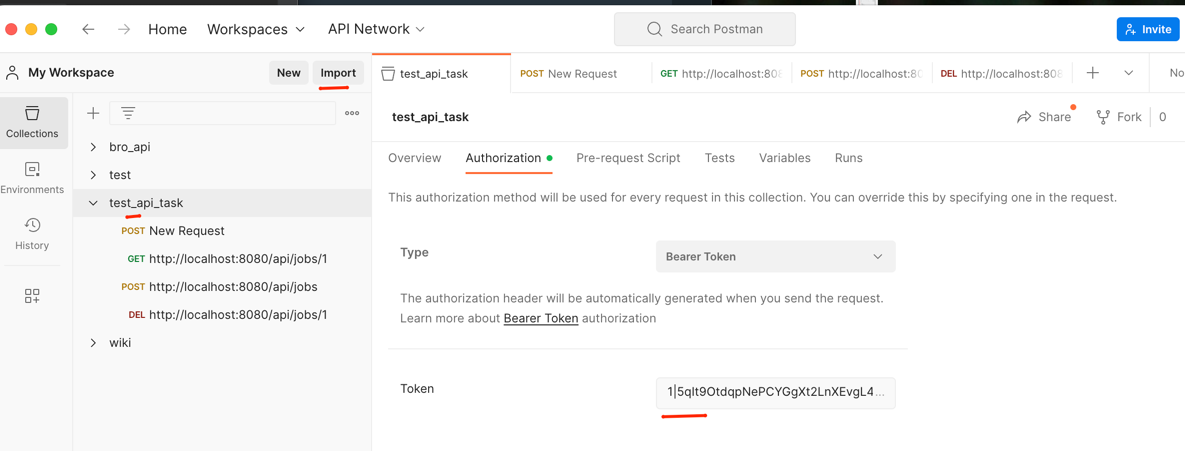 Home Workspaces API Network Search Postman Invite
My Workspace New Import
test_api_task POST New Request GET http://localhost:808 POST http://localhost:80 DEL http://localhost:808 No
Collections
Environments
History
bro_api
test
test_api_task
POST New Request
GET http://localhost:8080/api/jobs/1
POST http://localhost:8080/api/jobs
DEL http://localhost:8080/api/jobs/1
wiki
test_api_task Share Fork 0
Overview Authorization Pre-request Script Tests Variables Runs
This authorization method will be used for every request in this collection. You can override this by specifying one in the request.
Type Bearer Token
The authorization header will be automatically generated when you send the request.
Learn more about Bearer Token authorization
Token 1|5qlt9OtdqpNePCYGgXt2LnXEvgL4...